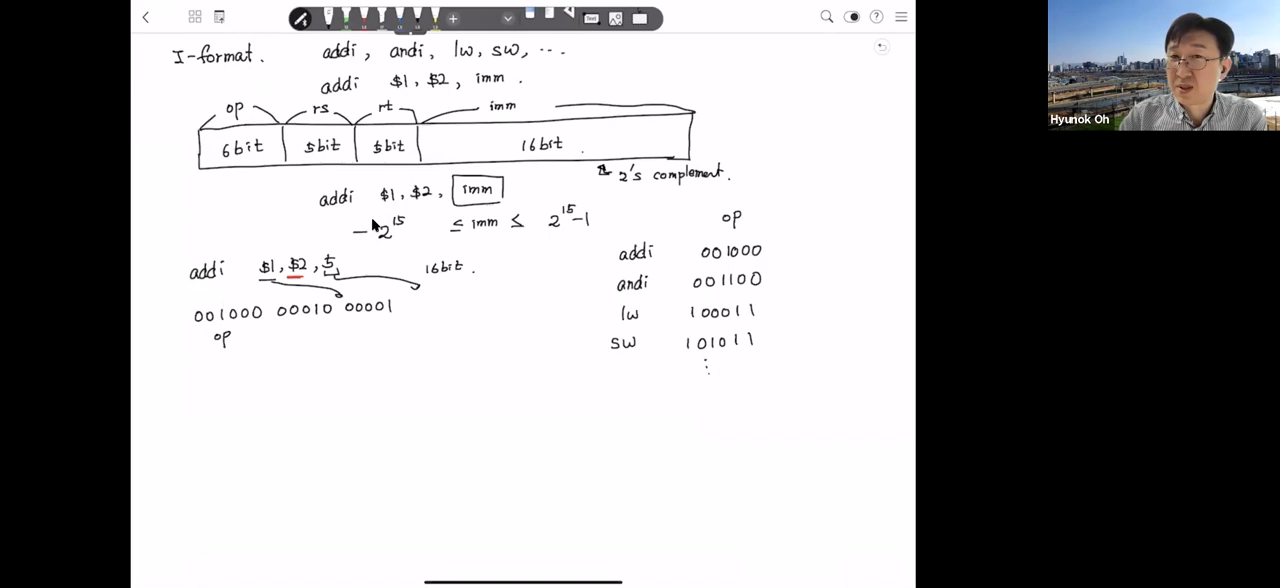 I-format. addi, andi, lw, sw, ...
addi $1, $2, imm.
op rs rt imm
6bit 5bit 5bit 16bit
2's complement.
addi $1, $2, imm
-2^15 ≤ imm ≤ 2^15-1
op
addi 001000
andi 001100
lw 100011
sw 101011
⋮
addi $1, $2, 5 16bit.
001000 00010 00001
op
Text
Hyunok Oh